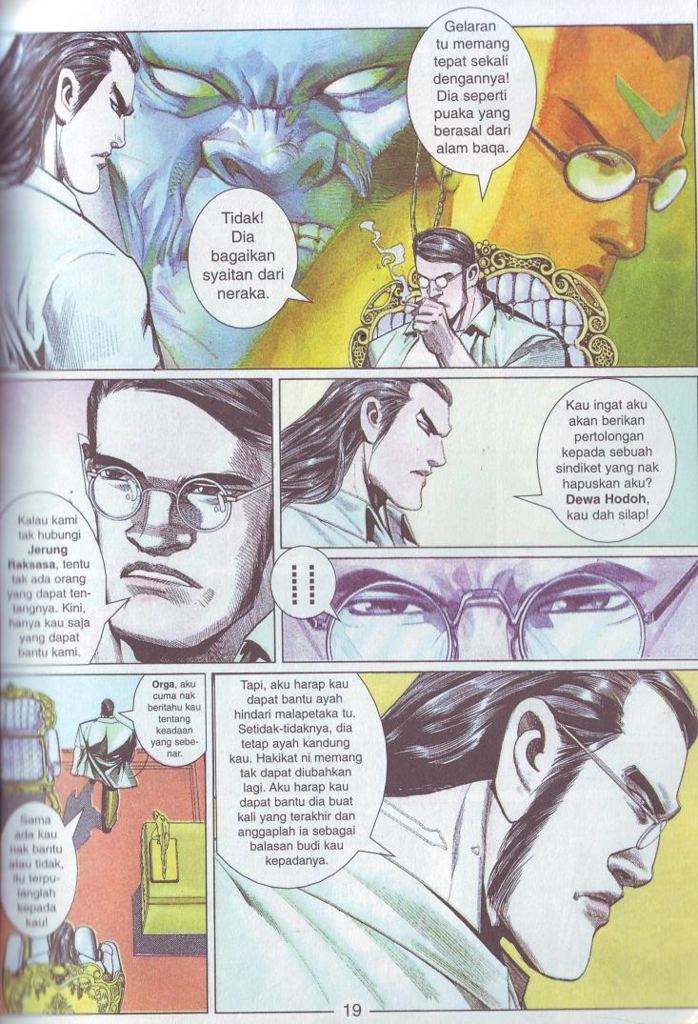 Gelaran
tu memang
tepat sekali
dengannya!
Dia seperti
puaka yang
berasal dari
alam baqa.
Tidak!
Dia
bagaikan
syaitan dari
neraka.
Kalau kami
tak hubungi
Jerung
Raksasa, tentu
tak ada orang
yang dapat ten-
tangnya. Kini,
hanya kau saja
yang dapat
bantu kami.
Kau ingat aku
akan berikan
pertolongan
kepada sebuah
sindiket yang nak
hapuskan aku?
Dewa Hodoh,
kau dah silap!
!!
Orga, aku
cuma nak
beritahu kau
tentang
keadaan
yang sebe-
nar.
Sama
ada kau
nak bantu
atau tidak,
itu terpu-
langlah
kepada
kau!
Tapi, aku harap kau
dapat bantu ayah
hindari malapetaka tu.
Setidak-tidaknya, dia
tetap ayah kandung
kau. Hakikat ni memang
tak dapat diubahkan
lagi. Aku harap kau
dapat bantu dia buat
kali yang terakhir dan
anggaplah ia sebagai
balasan budi kau
kepadanya.
19